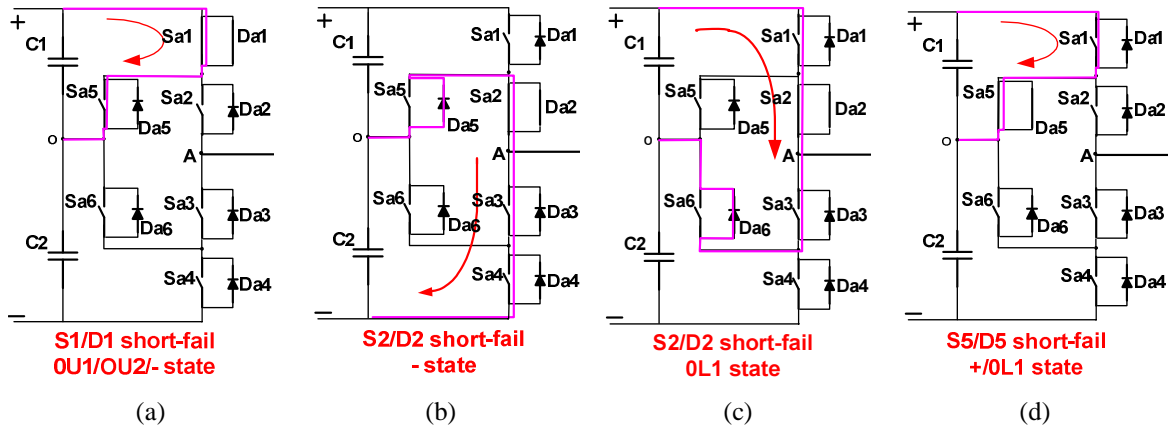 +
C1
Sa1
Da1
Sa5
Da5
Sa2
Da2
o
A
Sa6
Da6
Sa3
Da3
C2
Sa4
Da4
−
S1/D1 short-fail
0U1/OU2/- state
(a)
+
C1
Sa1
Da1
Sa5
Da5
Sa2
Da2
o
A
Sa6
Da6
Sa3
Da3
C2
Sa4
Da4
−
S2/D2 short-fail
- state
(b)
+
C1
Sa1
Da1
Sa5
Da5
Sa2
Da2
o
A
Sa6
Da6
Sa3
Da3
C2
Sa4
Da4
−
S2/D2 short-fail
0L1 state
(c)
+
C1
Sa1
Da1
Sa5
Da5
Sa2
Da2
o
A
Sa6
Da6
Sa3
Da3
C2
Sa4
Da4
−
S5/D5 short-fail
+/0L1 state
(d)